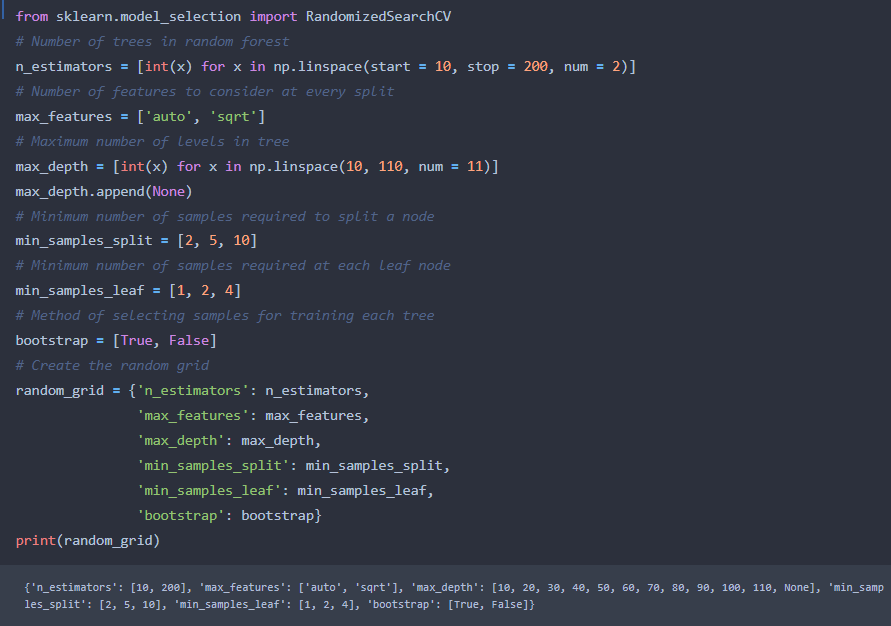 from sklearn.model_selection import RandomizedSearchCV
# Number of trees in random forest
n_estimators = [int(x) for x in np.linspace(start = 10, stop = 200, num = 2)]
# Number of features to consider at every split
max_features = ['auto', 'sqrt']
# Maximum number of levels in tree
max_depth = [int(x) for x in np.linspace(10, 110, num = 11)]
max_depth.append(None)
# Minimum number of samples required to split a node
min_samples_split = [2, 5, 10]
# Minimum number of samples required at each leaf node
min_samples_leaf = [1, 2, 4]
# Method of selecting samples for training each tree
bootstrap = [True, False]
# Create the random grid
random_grid = {'n_estimators': n_estimators,
               'max_features': max_features,
               'max_depth': max_depth,
               'min_samples_split': min_samples_split,
               'min_samples_leaf': min_samples_leaf,
               'bootstrap': bootstrap}
print(random_grid)
{'n_estimators': [10, 200], 'max_features': ['auto', 'sqrt'], 'max_depth': [10, 20, 30, 40, 50, 60, 70, 80, 90, 100, 110, None], 'min_samp
les_split': [2, 5, 10], 'min_samples_leaf': [1, 2, 4], 'bootstrap': [True, False]}